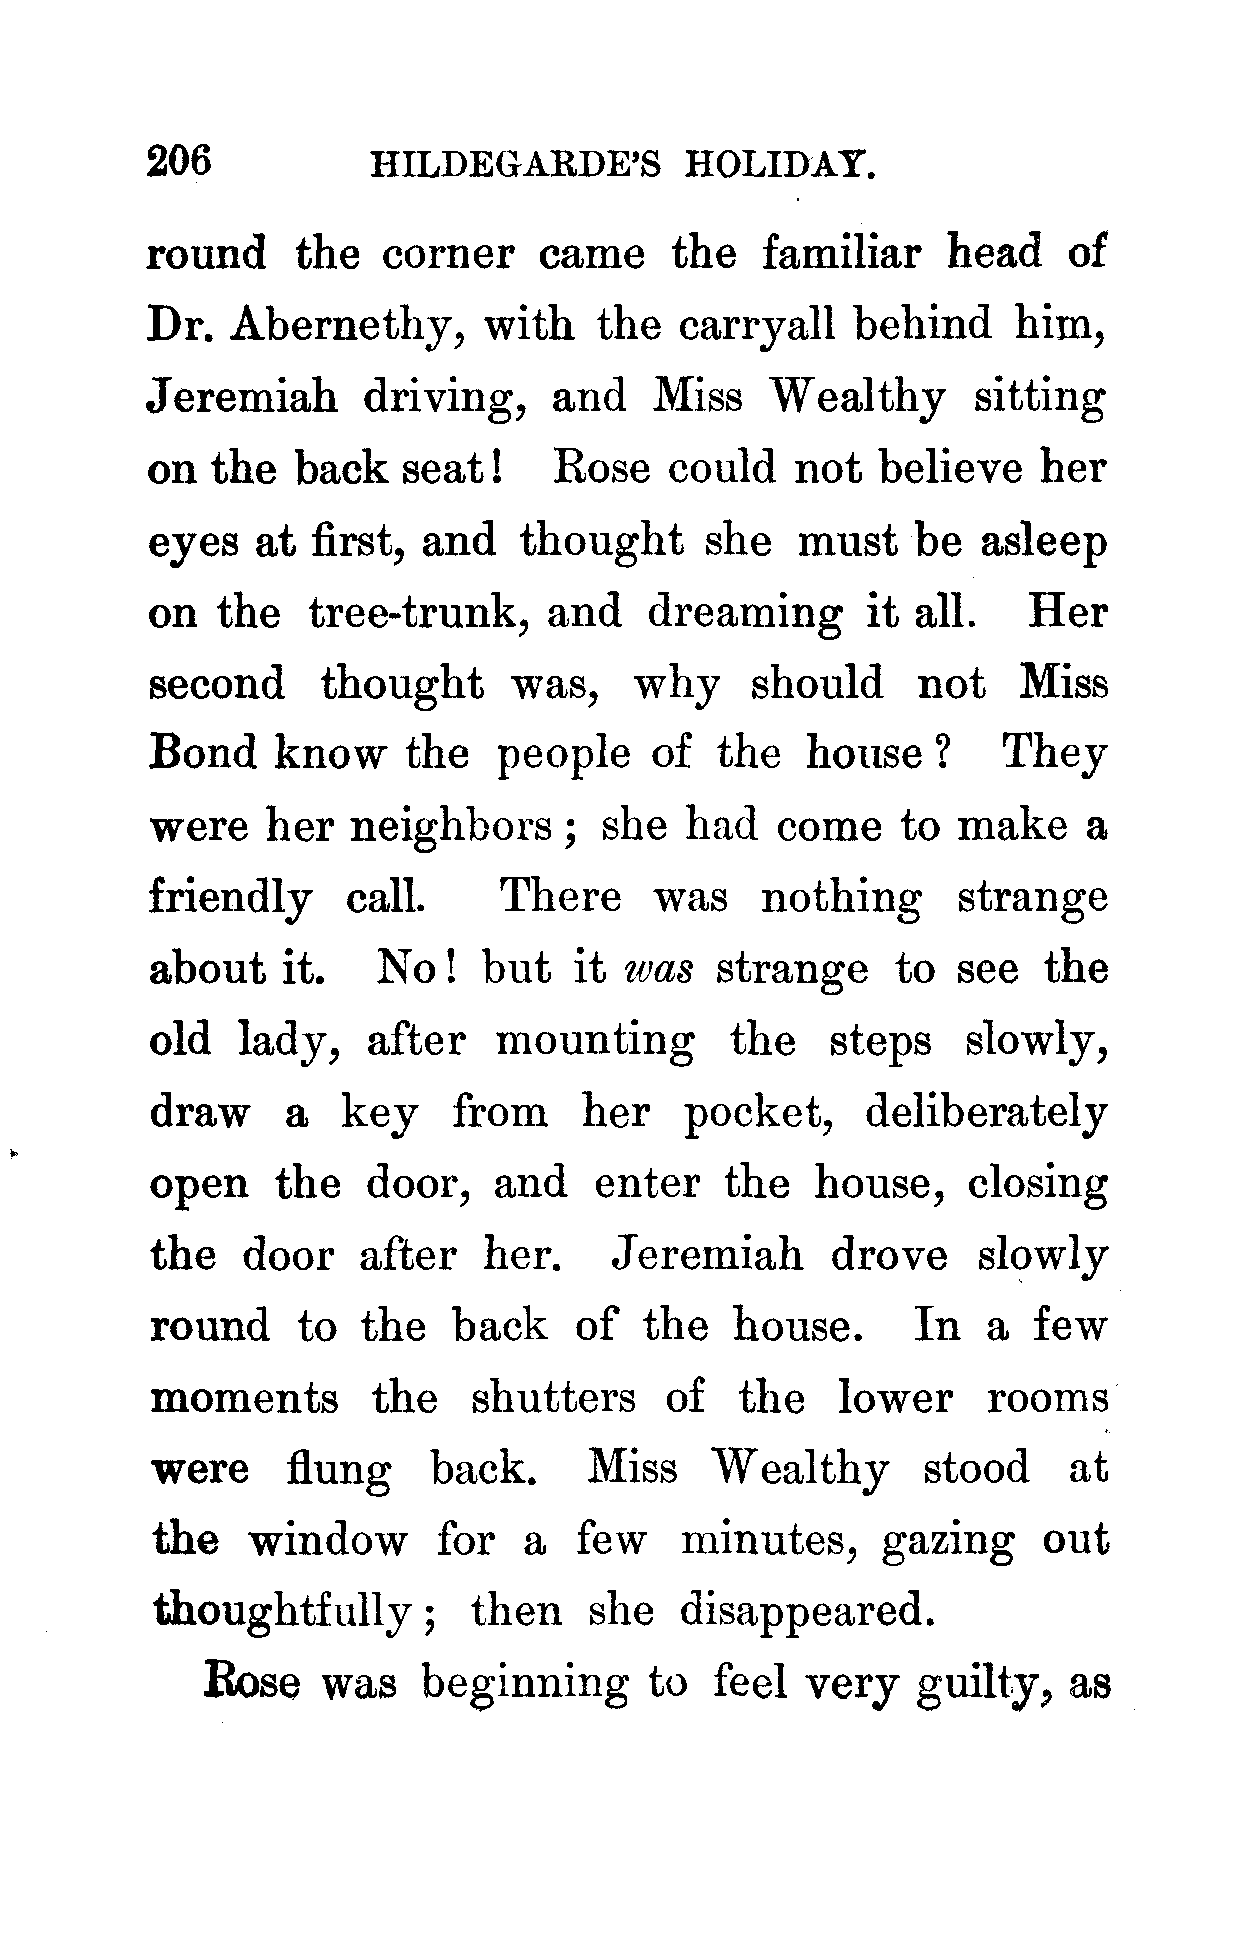 206 HILDEGARDE'S HOLIDAY.
round the corner came the familiar head of
Dr. Abernethy, with the carryall behind him,
Jeremiah driving, and Miss Wealthy sitting
on the back seat! Rose could not believe her
eyes at first, and thought she must be asleep
on the tree-trunk, and dreaming it all. Her
second thought was, why should not Miss
Bond know the people of the house? They
were her neighbors; she had come to make a
friendly call. There was nothing strange
about it. No! but it was strange to see the
old lady, after mounting the steps slowly,
draw a key from her pocket, deliberately
open the door, and enter the house, closing
the door after her. Jeremiah drove slowly
round to the back of the house. In a few
moments the shutters of the lower rooms
were flung back. Miss Wealthy stood at
the window for a few minutes, gazing out
thoughtfully; then she disappeared.
Rose was beginning to feel very guilty, as